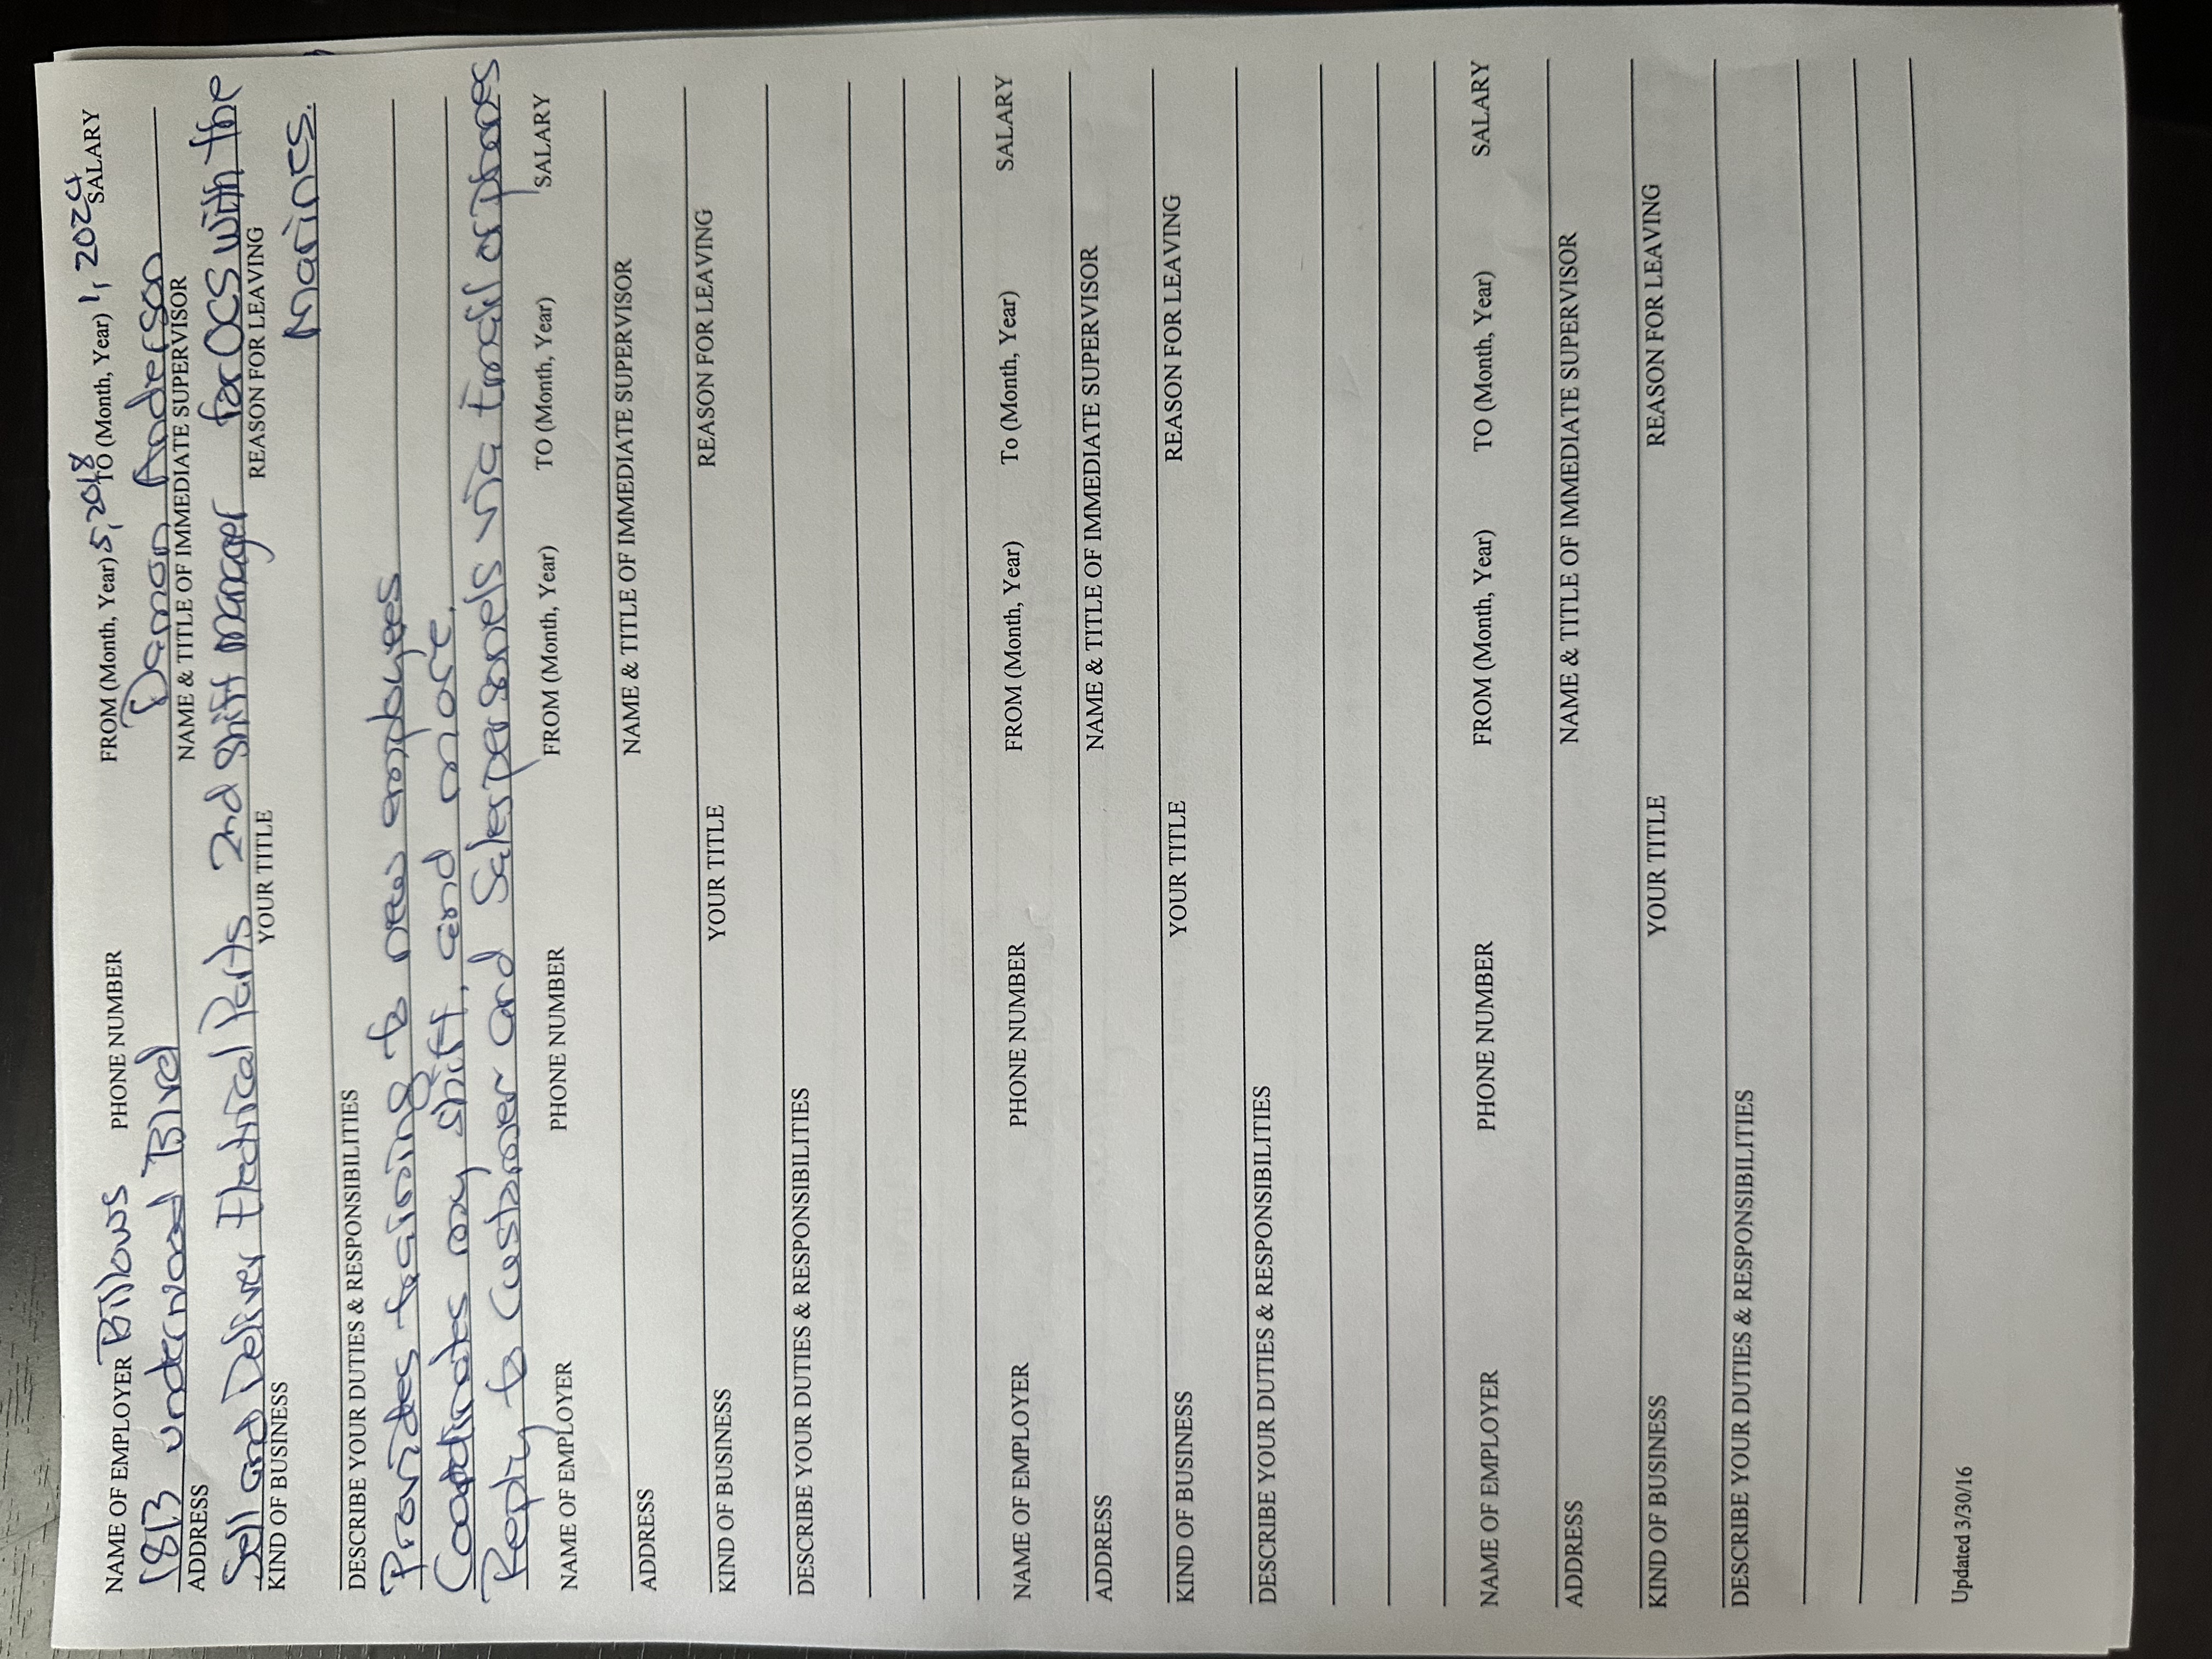 NAME OF EMPLOYER Billows PHONE NUMBER FROM (Month, Year) 5, 2018 TO (Month, Year) 1, 2024 SALARY
1813 underwood Blvd Damon Anderson
ADDRESS NAME & TITLE OF IMMEDIATE SUPERVISOR
Sell and Deliver Electrical Parts 2nd Shift Manager for OCS with the
KIND OF BUSINESS YOUR TITLE REASON FOR LEAVING
Marines.
DESCRIBE YOUR DUTIES & RESPONSIBILITIES
Provides training to new employees
Coordinates my shift, and more.
Reply to Customer and Salespersonels via Email or phones
NAME OF EMPLOYER PHONE NUMBER FROM (Month, Year) TO (Month, Year) SALARY
ADDRESS NAME & TITLE OF IMMEDIATE SUPERVISOR
KIND OF BUSINESS YOUR TITLE REASON FOR LEAVING
DESCRIBE YOUR DUTIES & RESPONSIBILITIES
NAME OF EMPLOYER PHONE NUMBER FROM (Month, Year) To (Month, Year) SALARY
ADDRESS NAME & TITLE OF IMMEDIATE SUPERVISOR
KIND OF BUSINESS YOUR TITLE REASON FOR LEAVING
DESCRIBE YOUR DUTIES & RESPONSIBILITIES
NAME OF EMPLOYER PHONE NUMBER FROM (Month, Year) TO (Month, Year) SALARY
ADDRESS NAME & TITLE OF IMMEDIATE SUPERVISOR
KIND OF BUSINESS YOUR TITLE REASON FOR LEAVING
DESCRIBE YOUR DUTIES & RESPONSIBILITIES
Updated 3/30/16